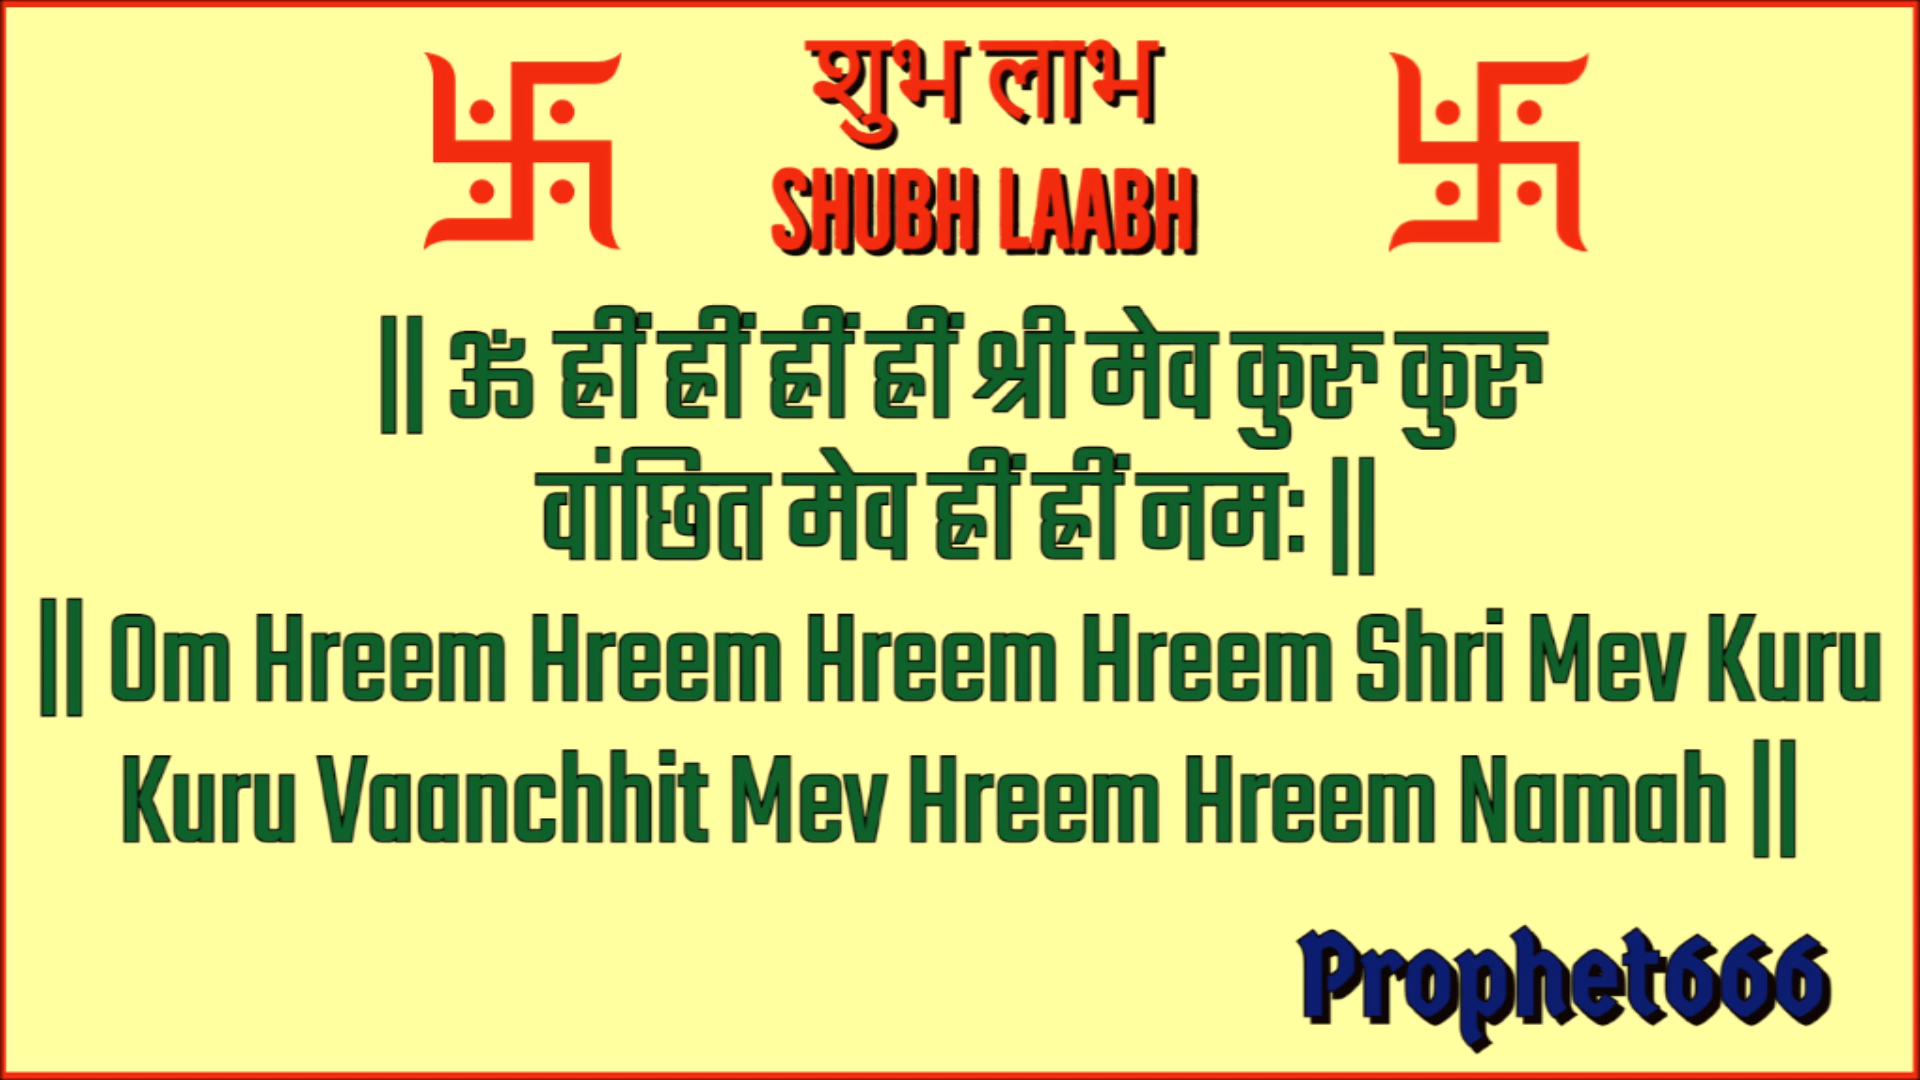 शुभ लाभ
SHUBH LAABH
|| ॐ ह्रीं ह्रीं ह्रीं ह्रीं श्री मेव कुरु कुरु
वांछित मेव ह्रीं ह्रीं नमः ||
|| Om Hreem Hreem Hreem Hreem Shri Mev Kuru
Kuru Vaanchhit Mev Hreem Hreem Namah ||
Prophet666